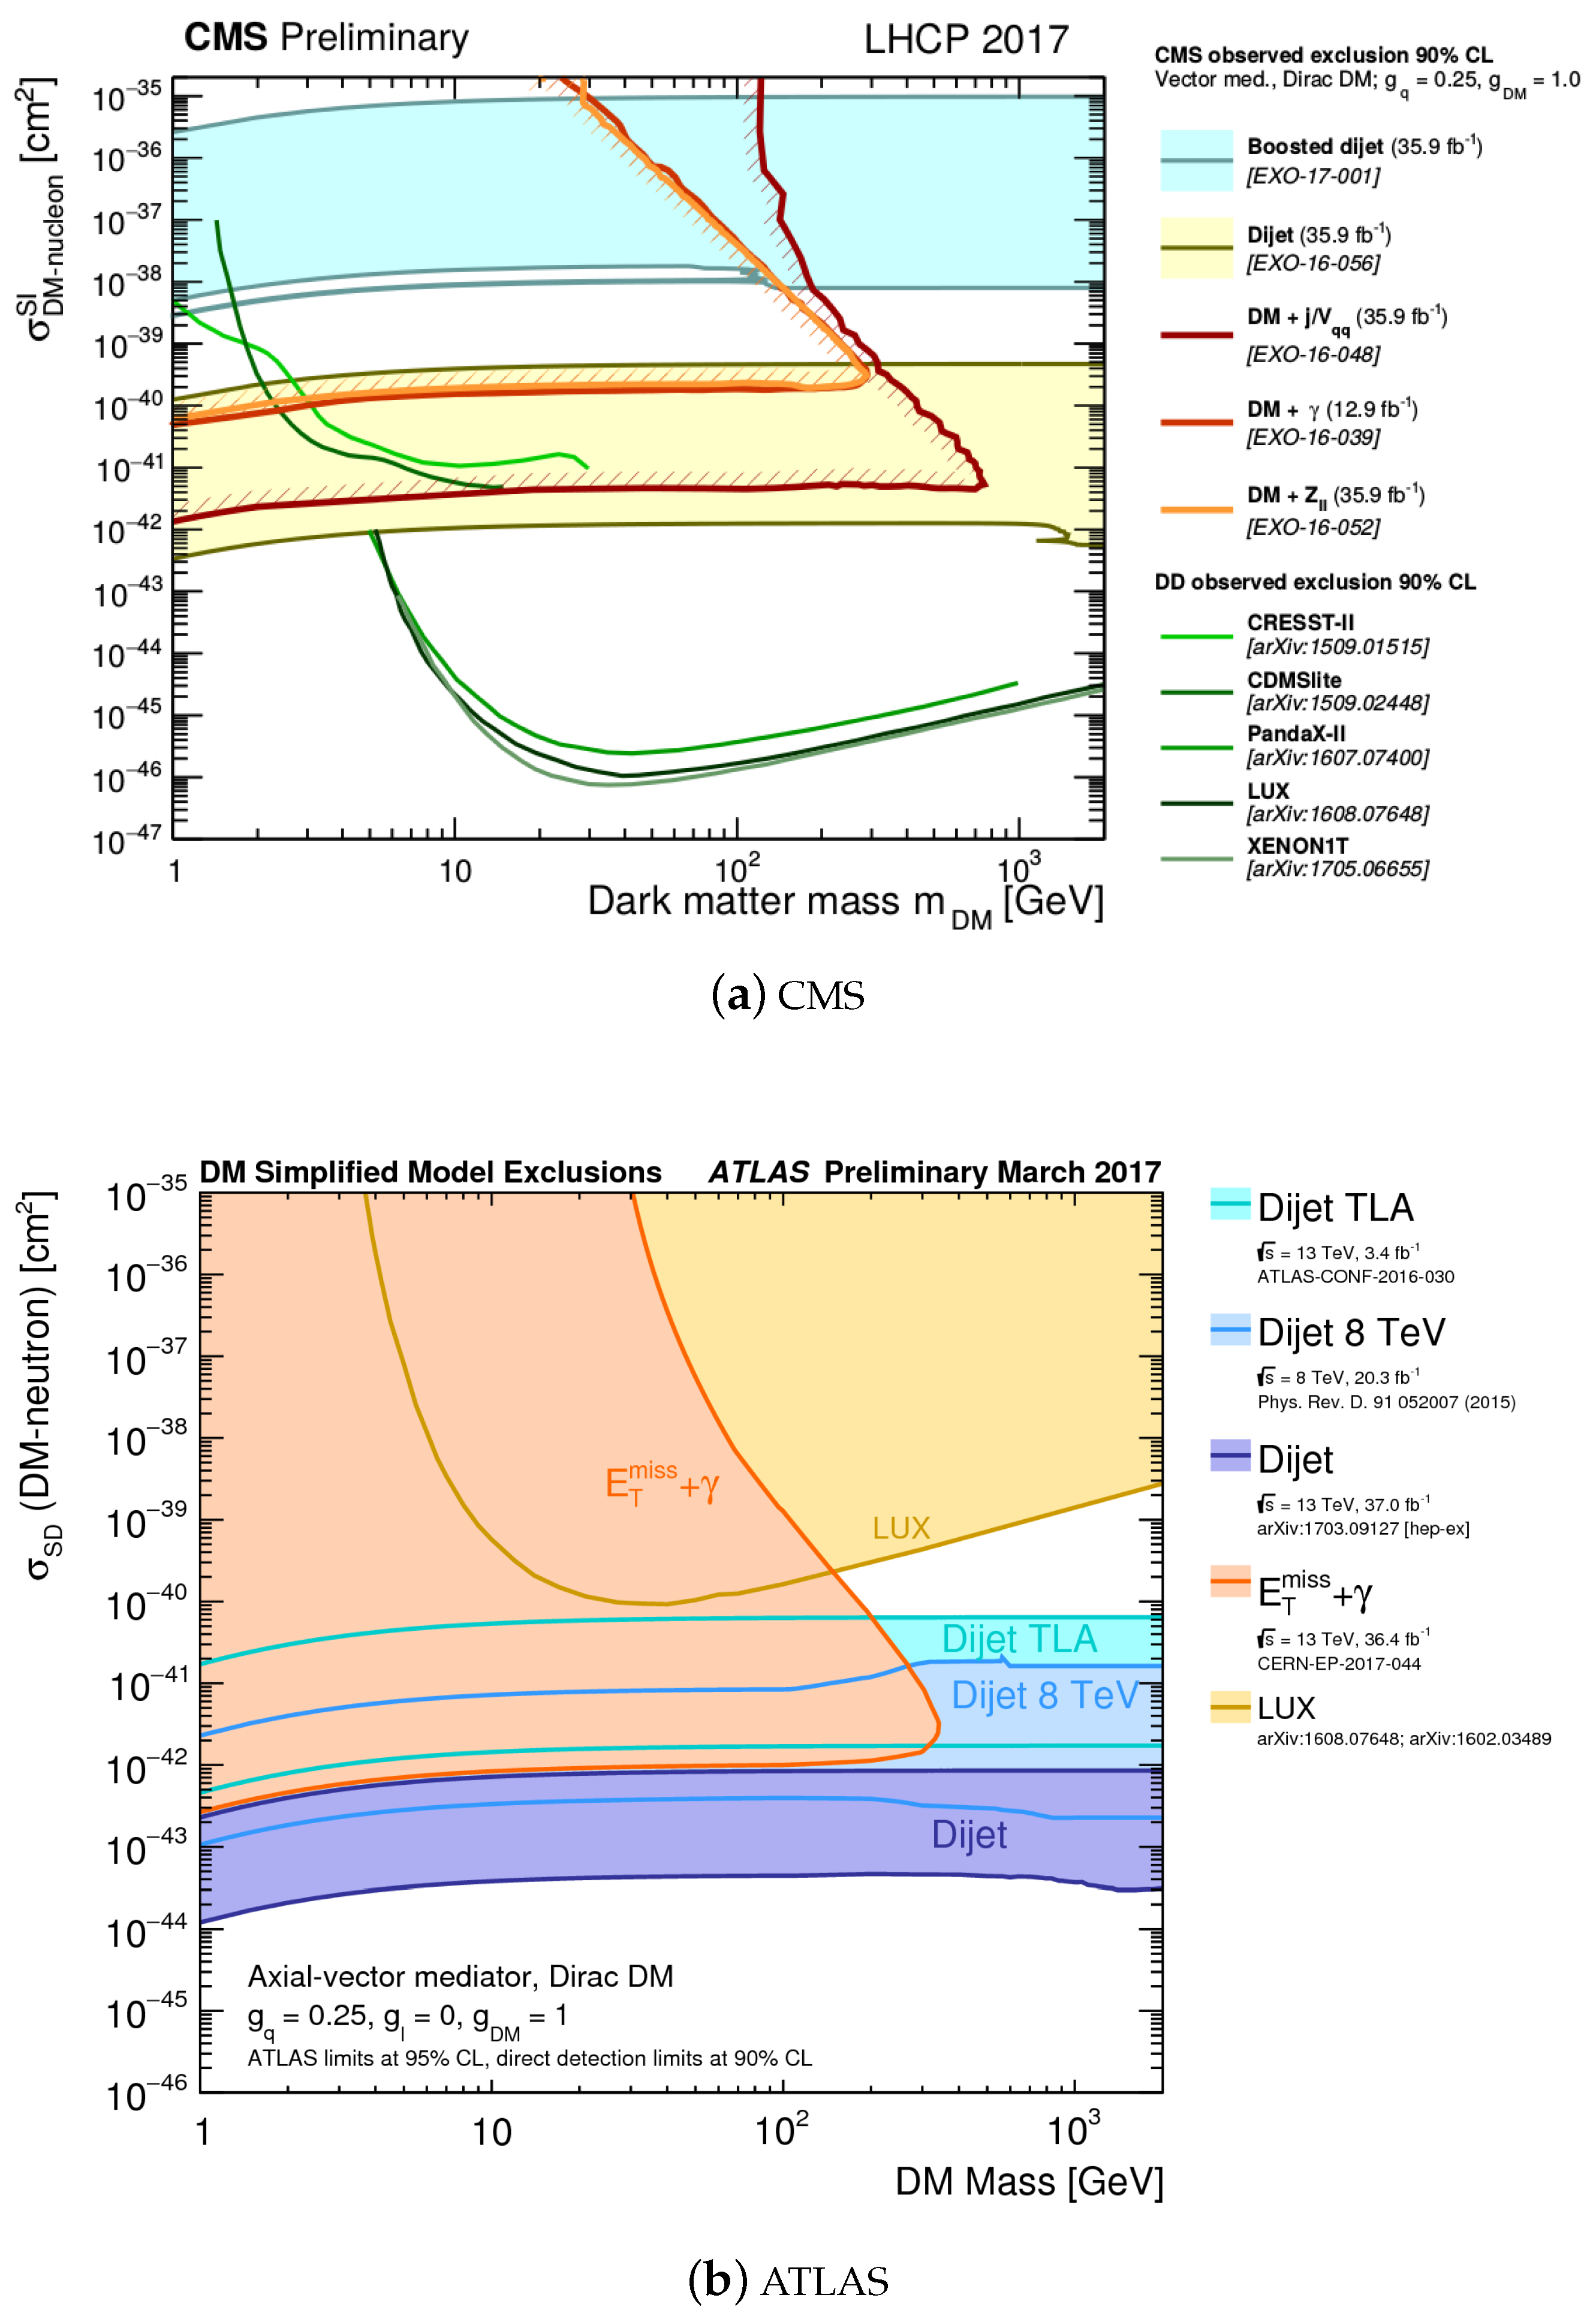 CMS Preliminary LHCP 2017
σ^SI_DM-nucleon [cm²]
10⁻³⁵
10⁻³⁶
10⁻³⁷
10⁻³⁸
10⁻³⁹
10⁻⁴⁰
10⁻⁴¹
10⁻⁴²
10⁻⁴³
10⁻⁴⁴
10⁻⁴⁵
10⁻⁴⁶
10⁻⁴⁷
1 10 10² 10³
Dark matter mass m_DM [GeV]
CMS observed exclusion 90% CL
Vector med., Dirac DM; g_q = 0.25, g_DM = 1.0
Boosted dijet (35.9 fb⁻¹)
[EXO-17-001]
Dijet (35.9 fb⁻¹)
[EXO-16-056]
DM + j/V_qq (35.9 fb⁻¹)
[EXO-16-048]
DM + γ (12.9 fb⁻¹)
[EXO-16-039]
DM + Z_ll (35.9 fb⁻¹)
[EXO-16-052]
DD observed exclusion 90% CL
CRESST-II
[arXiv:1509.01515]
CDMSlite
[arXiv:1509.02448]
PandaX-II
[arXiv:1607.07400]
LUX
[arXiv:1608.07648]
XENON1T
[arXiv:1705.06655]
(a) CMS
DM Simplified Model Exclusions ATLAS Preliminary March 2017
σ_SD (DM-neutron) [cm²]
10⁻³⁵
10⁻³⁶
10⁻³⁷
10⁻³⁸
10⁻³⁹
10⁻⁴⁰
10⁻⁴¹
10⁻⁴²
10⁻⁴³
10⁻⁴⁴
10⁻⁴⁵
10⁻⁴⁶
E_T^miss+γ
LUX
Dijet TLA
Dijet 8 TeV
Dijet
Axial-vector mediator, Dirac DM
g_q = 0.25, g_l = 0, g_DM = 1
ATLAS limits at 95% CL, direct detection limits at 90% CL
1 10 10² 10³
DM Mass [GeV]
Dijet TLA
√s = 13 TeV, 3.4 fb⁻¹
ATLAS-CONF-2016-030
Dijet 8 TeV
√s = 8 TeV, 20.3 fb⁻¹
Phys. Rev. D. 91 052007 (2015)
Dijet
√s = 13 TeV, 37.0 fb⁻¹
arXiv:1703.09127 [hep-ex]
E_T^miss+γ
√s = 13 TeV, 36.4 fb⁻¹
CERN-EP-2017-044
LUX
arXiv:1608.07648; arXiv:1602.03489
(b) ATLAS